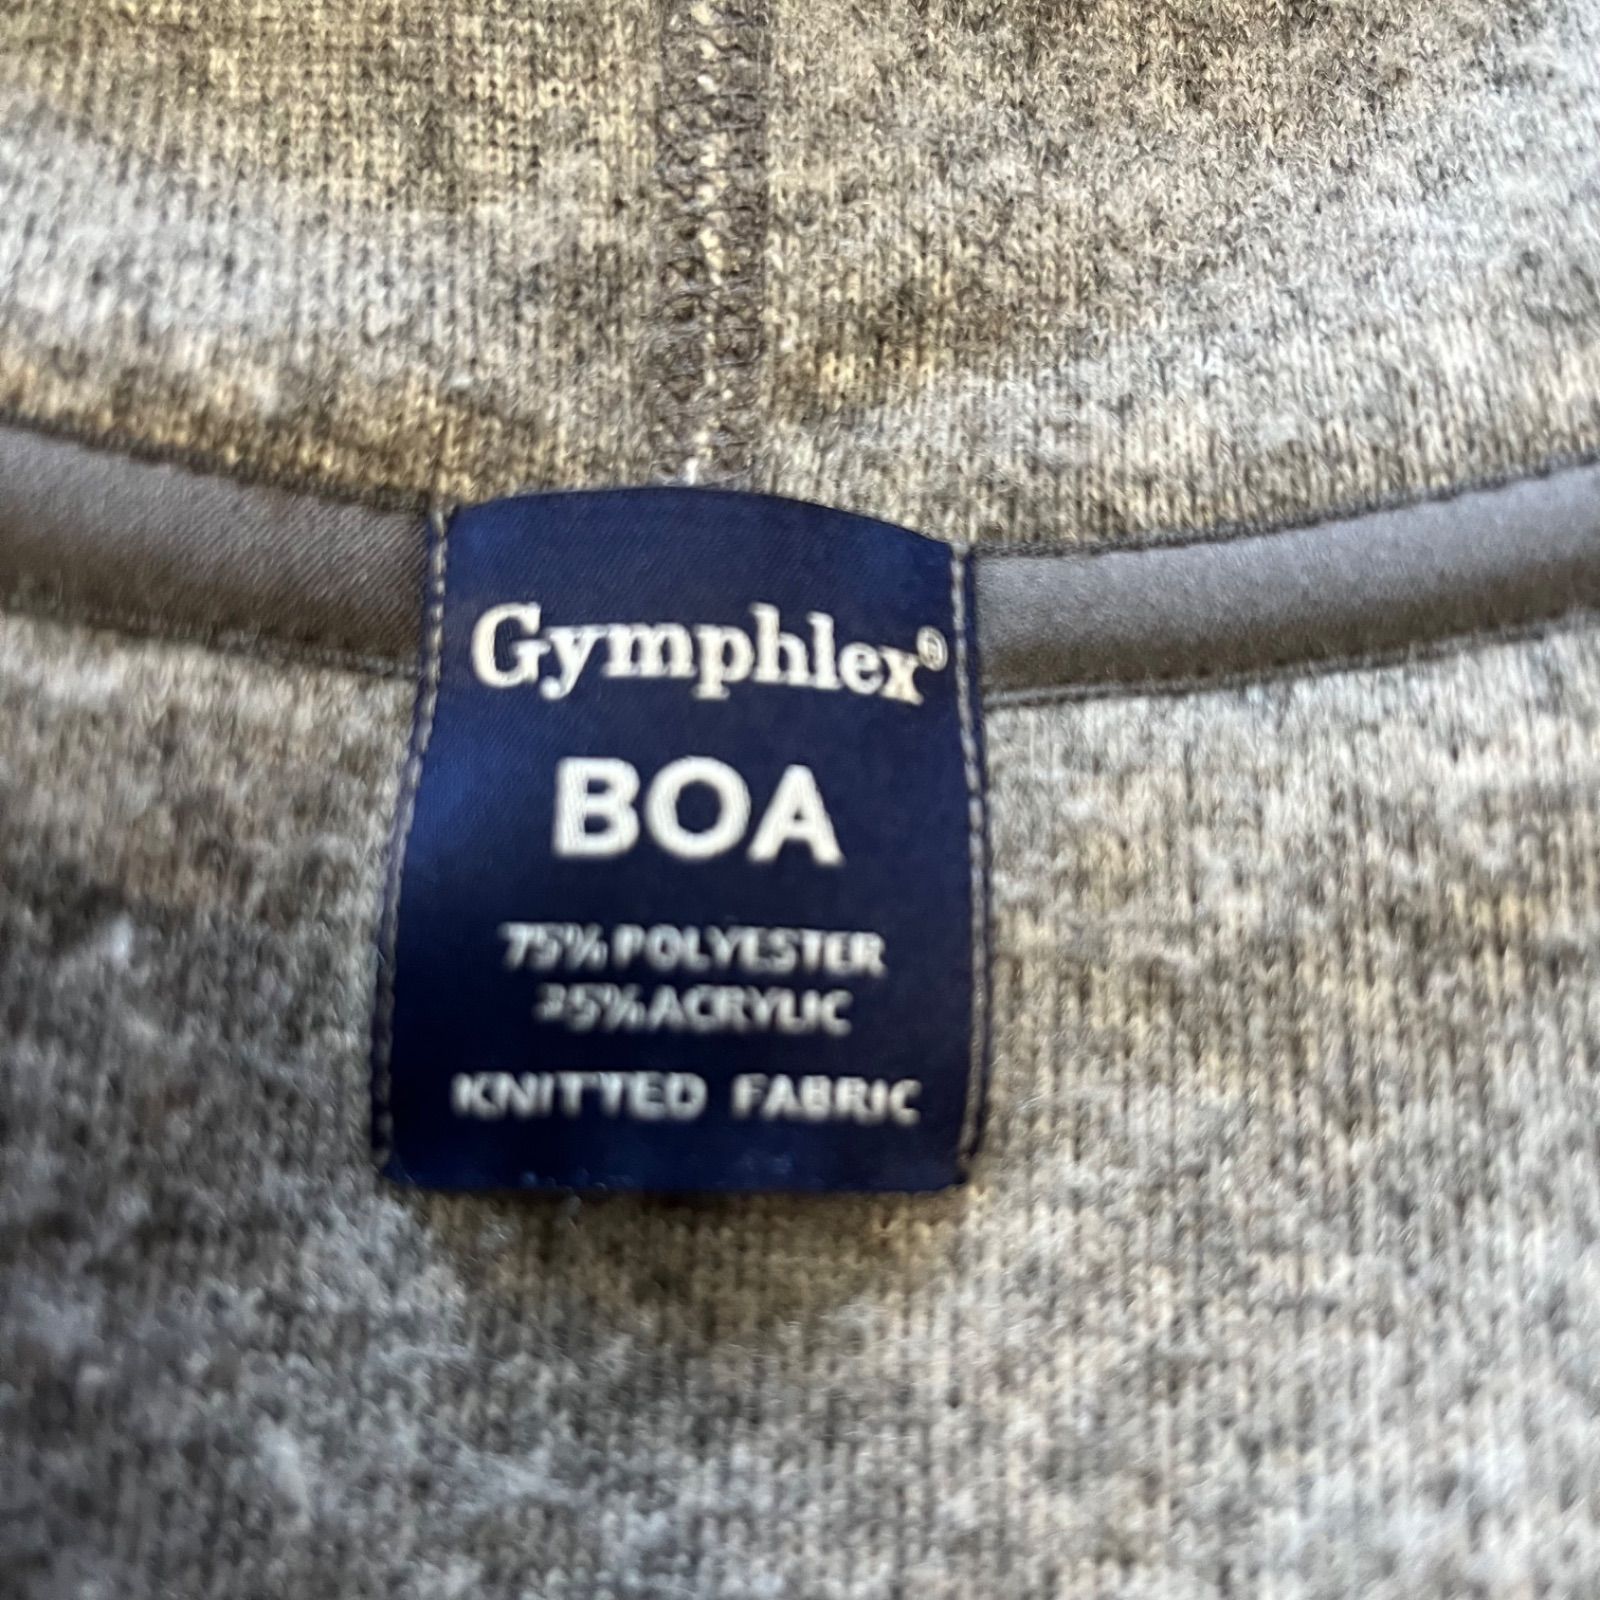 Gymphlex®
BOA
75% POLYESTER
25% ACRYLIC
KNITTED FABRIC